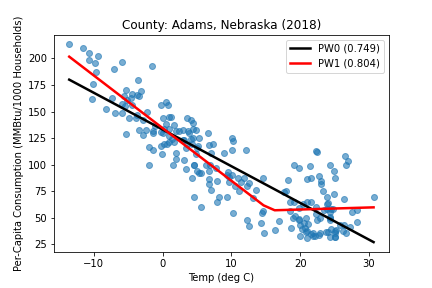 County: Adams, Nebraska (2018)
Per-Capita Consumption (MMBtu/1000 Households)
200
175
150
125
100
75
50
25
PW0 (0.749)
PW1 (0.804)
−10
0
10
20
30
Temp (deg C)